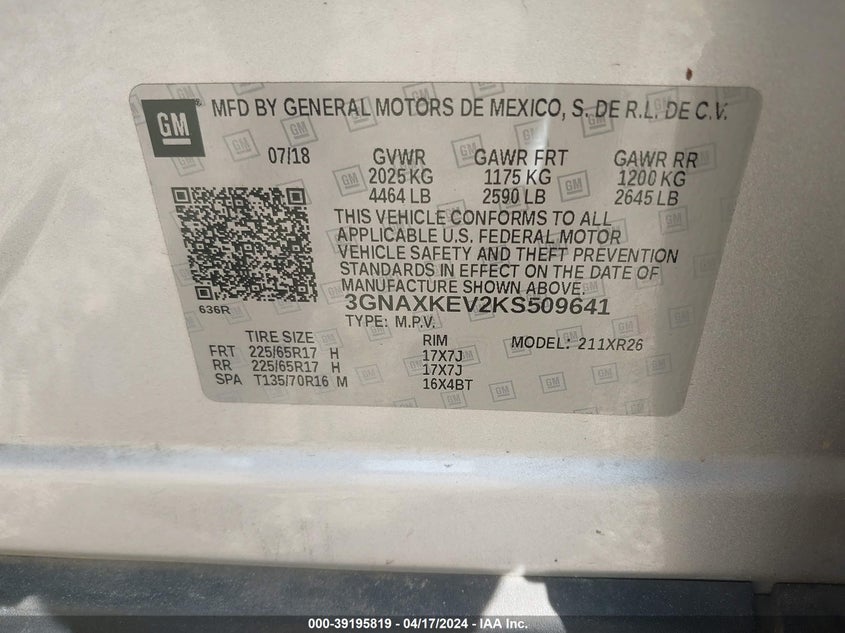 GM ® MFD BY GENERAL MOTORS DE MEXICO, S. DE R.L. DE C.V.
07/18 GVWR GAWR FRT GAWR RR
2025 KG 1175 KG 1200 KG
4464 LB 2590 LB 2645 LB
THIS VEHICLE CONFORMS TO ALL
APPLICABLE U.S. FEDERAL MOTOR
VEHICLE SAFETY AND THEFT PREVENTION
STANDARDS IN EFFECT ON THE DATE OF
MANUFACTURE SHOWN ABOVE.
636R 3GNAXKEV2KS509641
TYPE: M.P.V.
TIRE SIZE RIM MODEL: 211XR26
FRT 225/65R17 H 17X7J
RR 225/65R17 H 17X7J
SPA T135/70R16 M 16X4BT
000-39195819 - 04/17/2024 - IAA Inc.